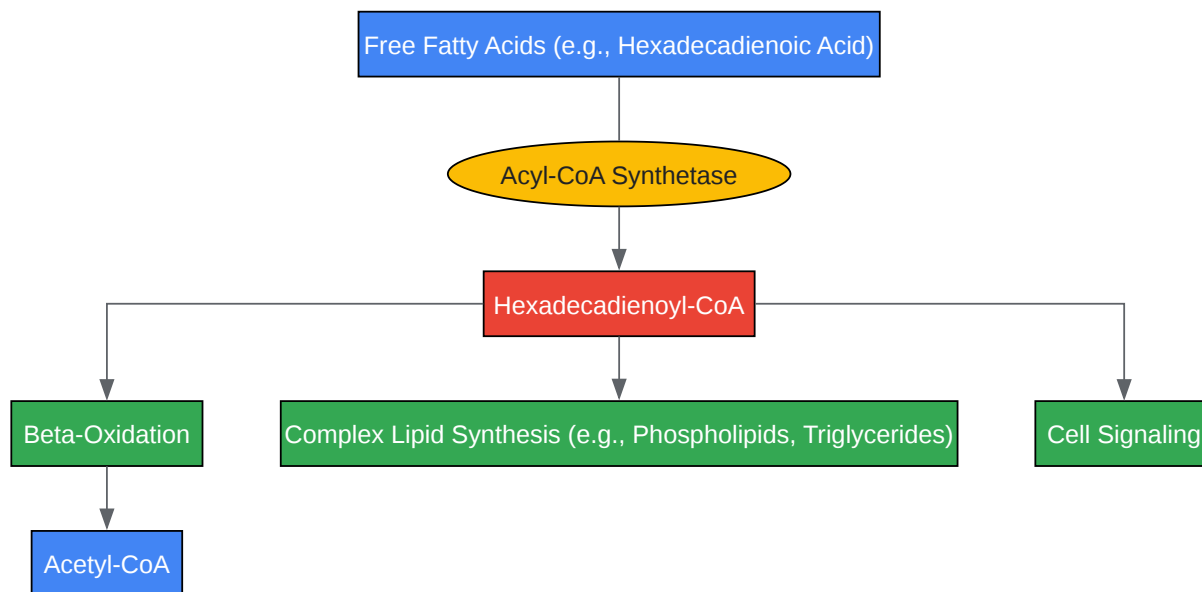 Free Fatty Acids (e.g., Hexadecadienoic Acid)
Acyl-CoA Synthetase
Hexadecadienoyl-CoA
Beta-Oxidation
Complex Lipid Synthesis (e.g., Phospholipids, Triglycerides)
Cell Signaling
Acetyl-CoA